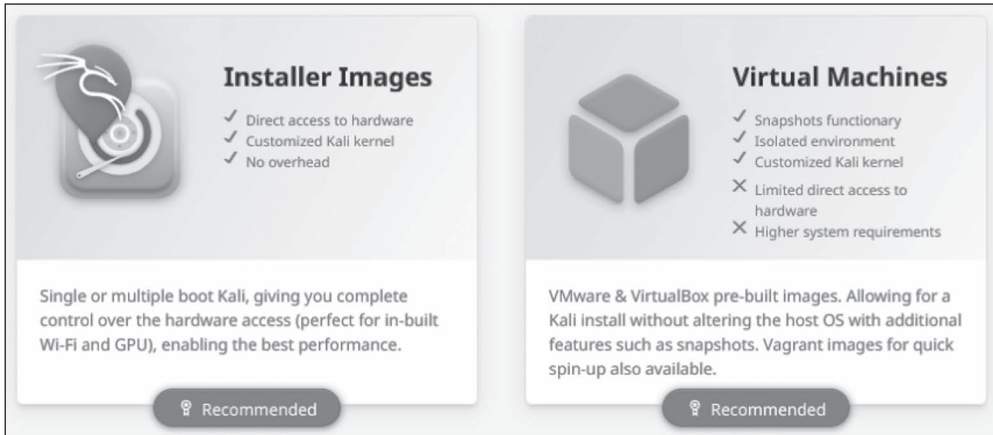 Installer Images
Direct access to hardware
Customized Kali kernel
No overhead
Single or multiple boot Kali, giving you complete
control over the hardware access (perfect for in-built
Wi-Fi and GPU), enabling the best performance.
Recommended
Virtual Machines
Snapshots functionary
Isolated environment
Customized Kali kernel
Limited direct access to
hardware
Higher system requirements
VMware & VirtualBox pre-built images. Allowing for a
Kali install without altering the host OS with additional
features such as snapshots. Vagrant images for quick
spin-up also available.
Recommended